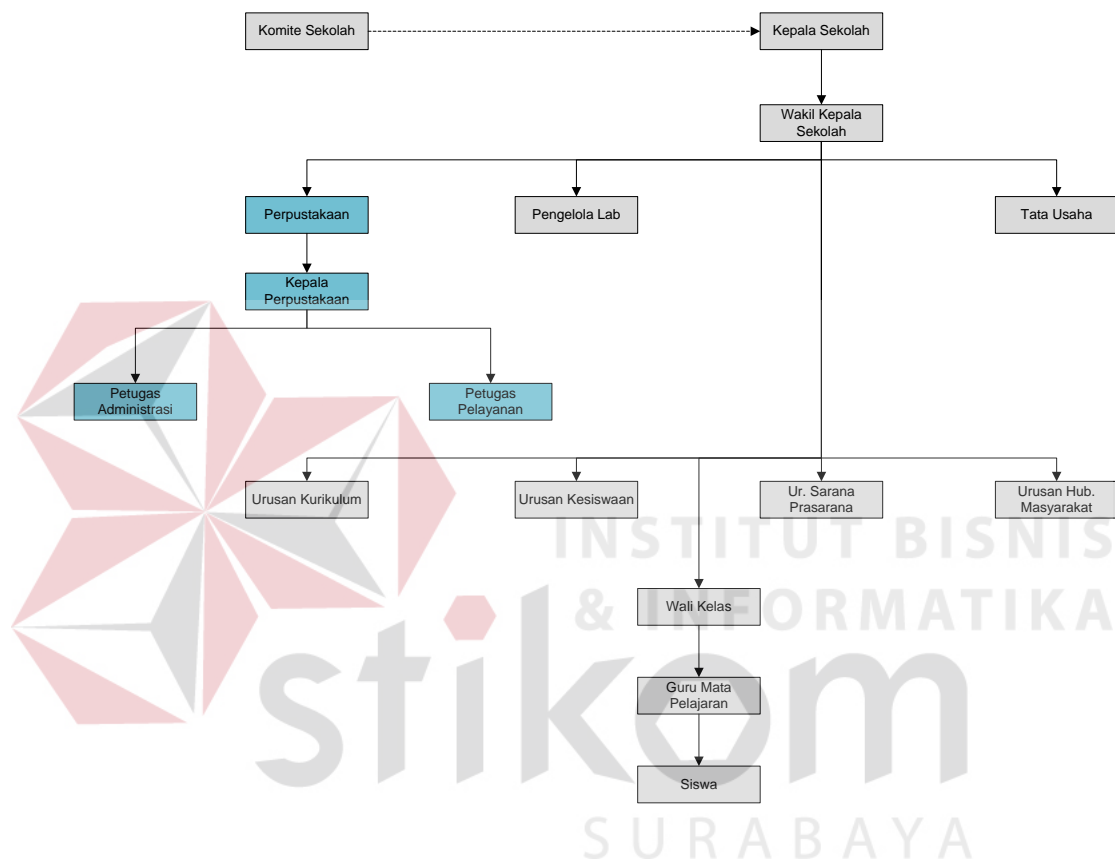 Komite Sekolah
Kepala Sekolah
Wakil Kepala
Sekolah
Perpustakaan
Pengelola Lab
Tata Usaha
Kepala
Perpustakaan
Petugas
Administrasi
Petugas
Pelayanan
Urusan Kurikulum
Urusan Kesiswaan
Ur. Sarana
Prasarana
Urusan Hub.
Masyarakat
INSTITUT BISNIS
& INFORMATIKA
Wali Kelas
stikom
Guru Mata
Pelajaran
Siswa
SURABAYA